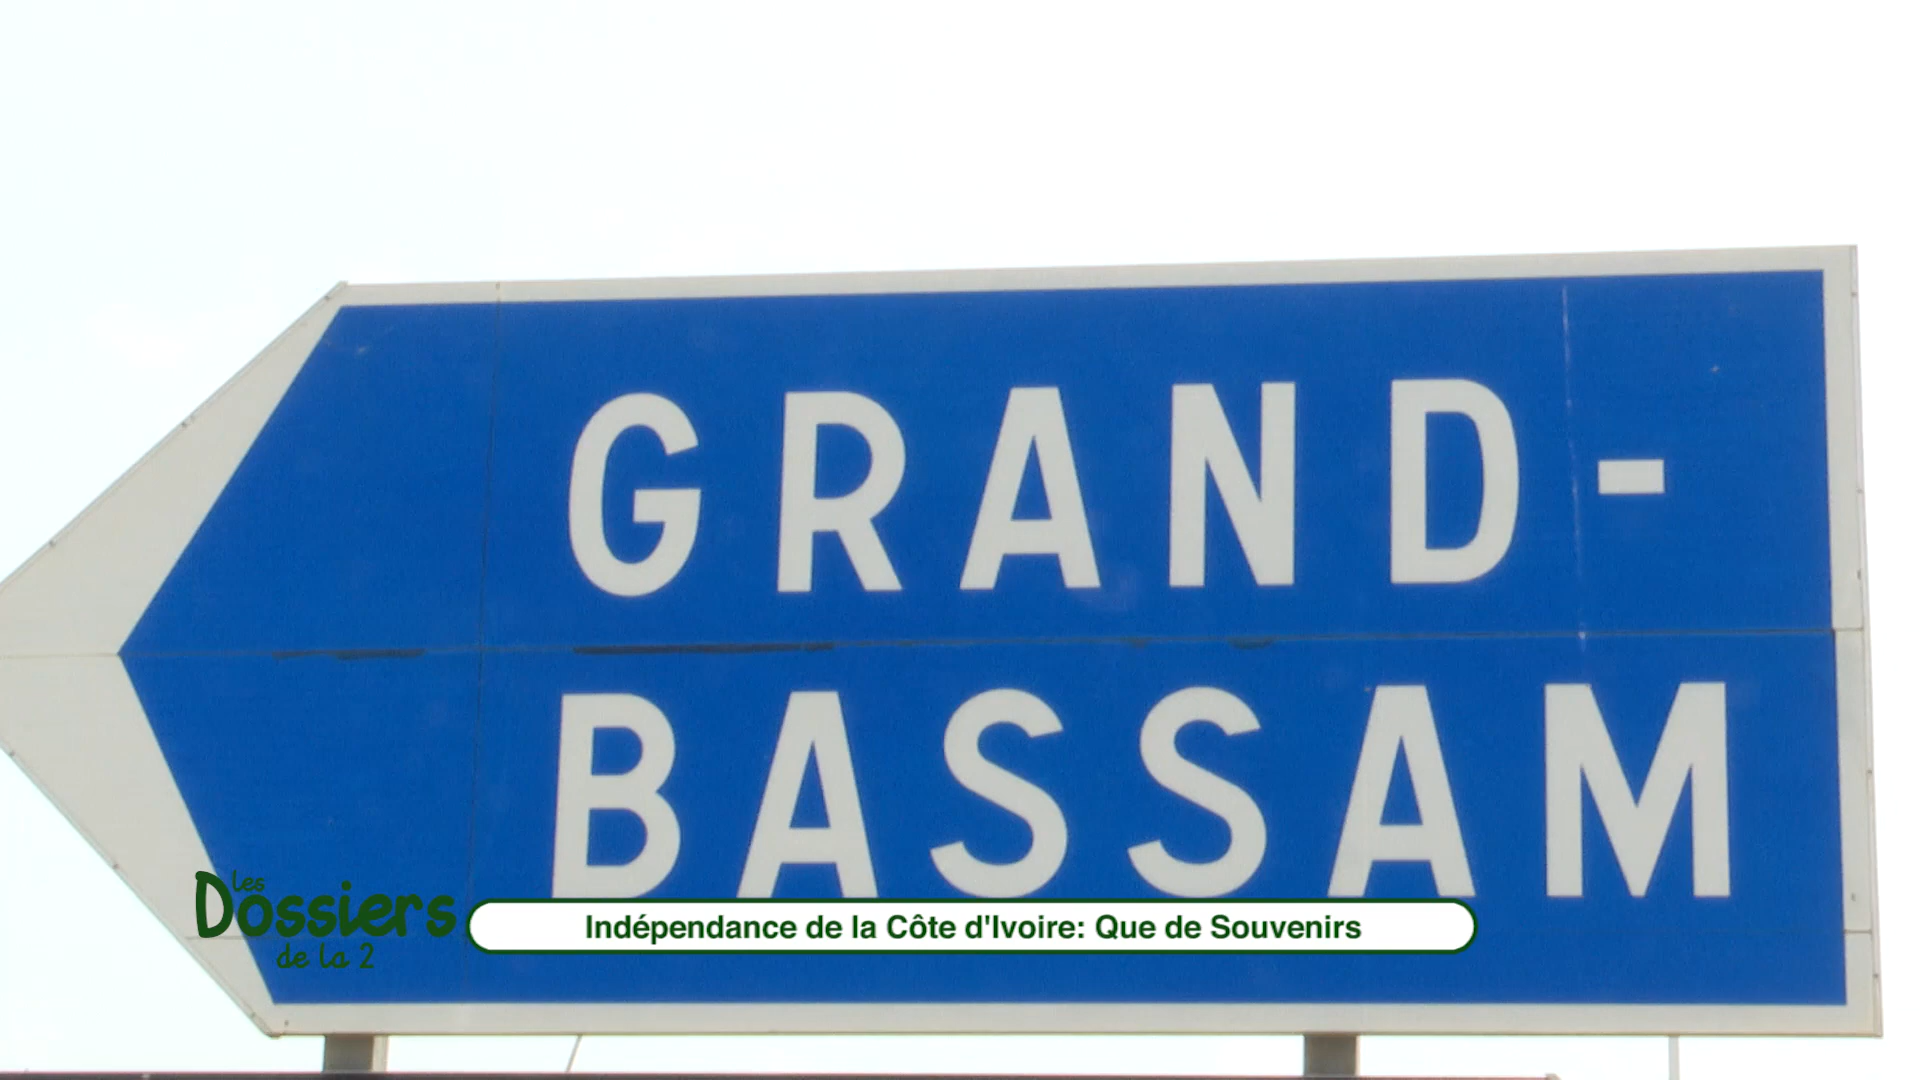 GRAND-
BASSAM
les
Dossiers
de la 2
Indépendance de la Côte d'Ivoire: Que de Souvenirs